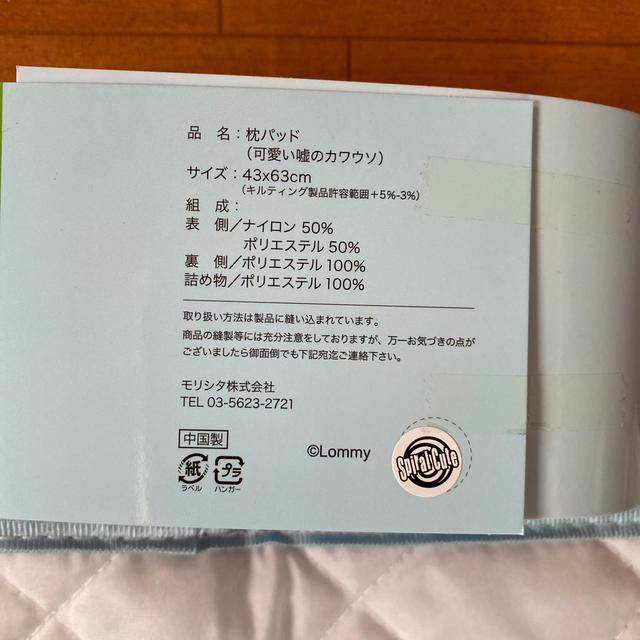 品　名：枕パッド
（可愛い嘘のカワウソ）
サイズ：43x63cm
（キルティング製品許容範囲＋5%-3%）
組　成：
表　側／ナイロン 50%
ポリエステル 50%
裏　側／ポリエステル 100%
詰め物／ポリエステル 100%
取り扱い方法は製品に縫い込まれています。
商品の縫製等には充分注意をしておりますが、万一お気づきの点が
ございましたら御面倒でも下記宛迄ご連絡下さい。
モリシタ株式会社
TEL 03-5623-2721
中国製
©Lommy
Spiral Cute
紙
プラ
ラベル
ハンガー